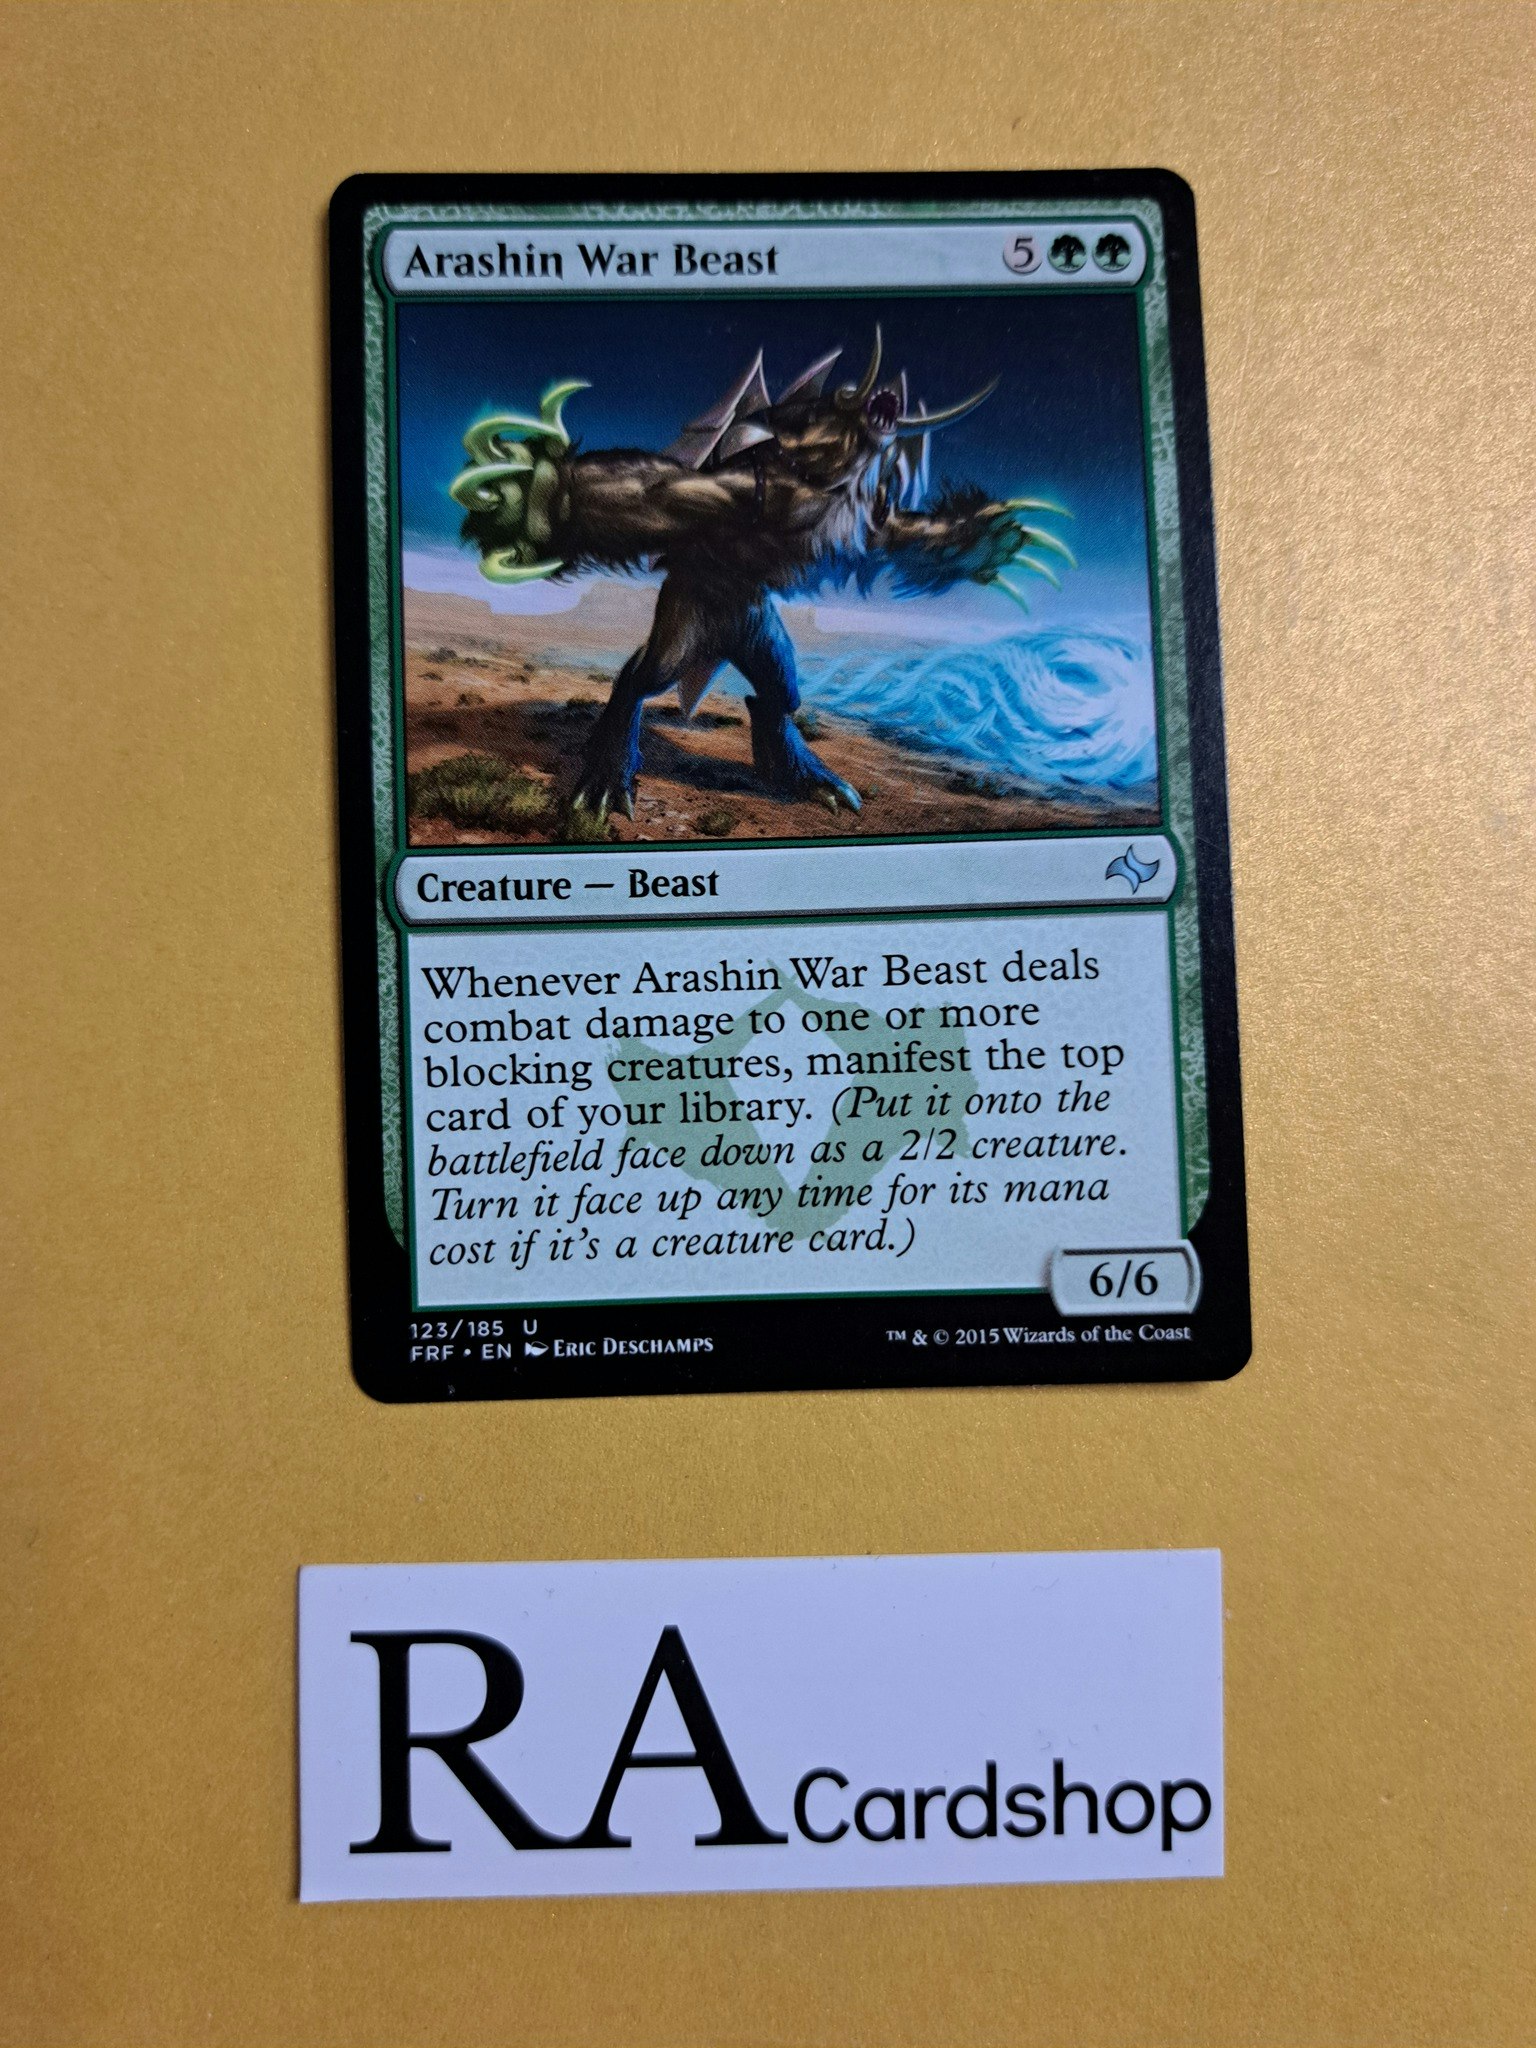 Arashin War Beast 5
Creature — Beast
Whenever Arashin War Beast deals
combat damage to one or more
blocking creatures, manifest the top
card of your library. (Put it onto the
battlefield face down as a 2/2 creature.
Turn it face up any time for its mana
cost if it's a creature card.)
6/6
123/185 U
FRF • EN Eric Deschamps
™ & © 2015 Wizards of the Coast
RA Cardshop